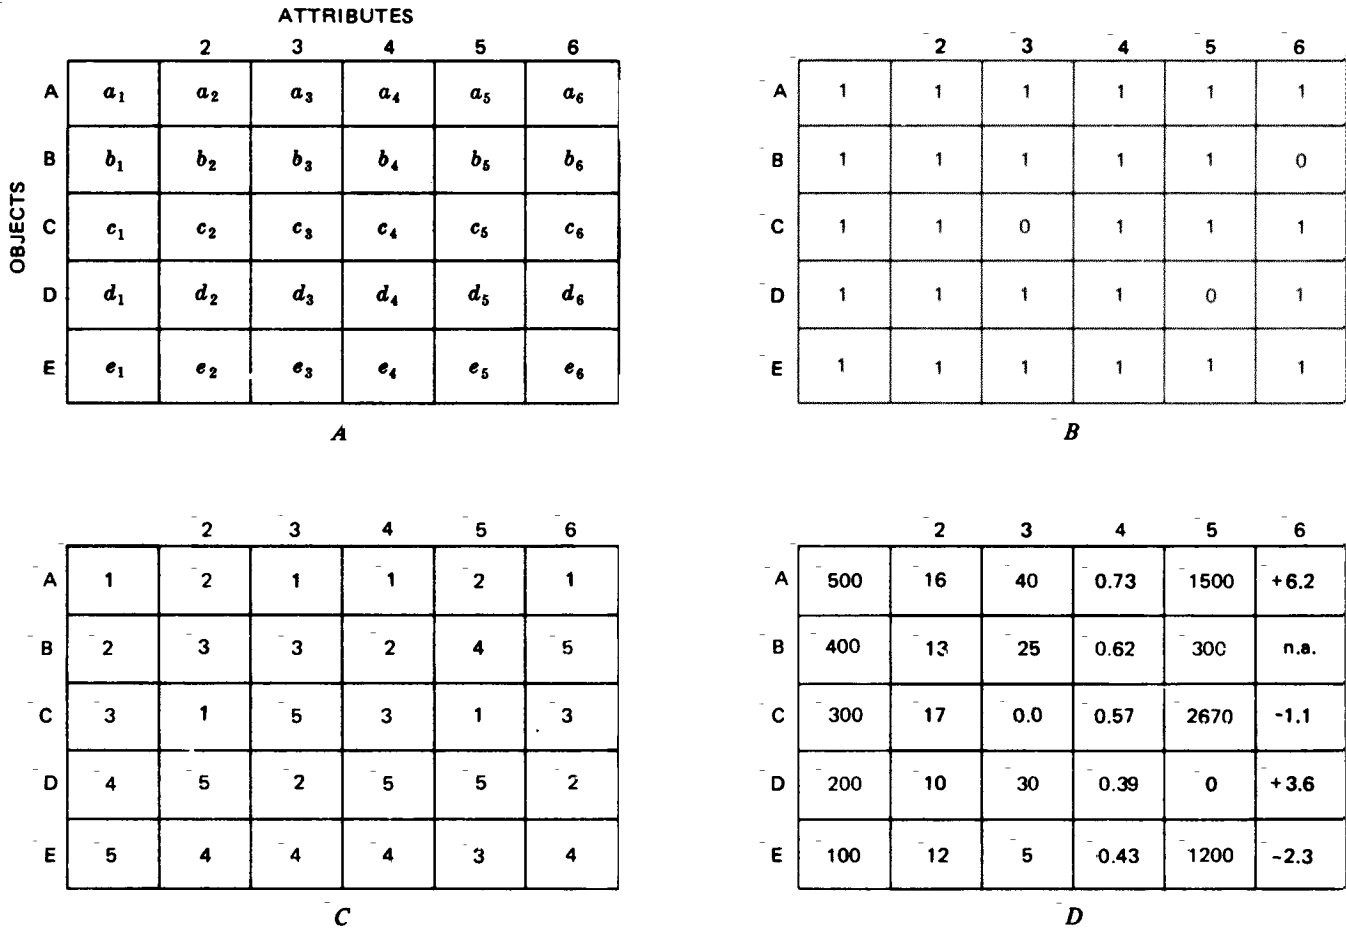 ATTRIBUTES
2 3 4 5 6
OBJECTS
A a₁ a₂ a₃ a₄ a₅ a₆
B b₁ b₂ b₃ b₄ b₅ b₆
C c₁ c₂ c₃ c₄ c₅ c₆
D d₁ d₂ d₃ d₄ d₅ d₆
E e₁ e₂ e₃ e₄ e₅ e₆
A
2 3 4 5 6
A 1 1 1 1 1 1
B 1 1 1 1 1 0
C 1 1 0 1 1 1
D 1 1 1 1 0 1
E 1 1 1 1 1 1
B
2 3 4 5 6
A 1 2 1 1 2 1
B 2 3 3 2 4 5
C 3 1 5 3 1 3
D 4 5 2 5 5 2
E 5 4 4 4 3 4
C
2 3 4 5 6
A 500 16 40 0.73 1500 +6.2
B 400 13 25 0.62 300 n.a.
C 300 17 0.0 0.57 2670 -1.1
D 200 10 30 0.39 0 +3.6
E 100 12 5 0.43 1200 -2.3
D